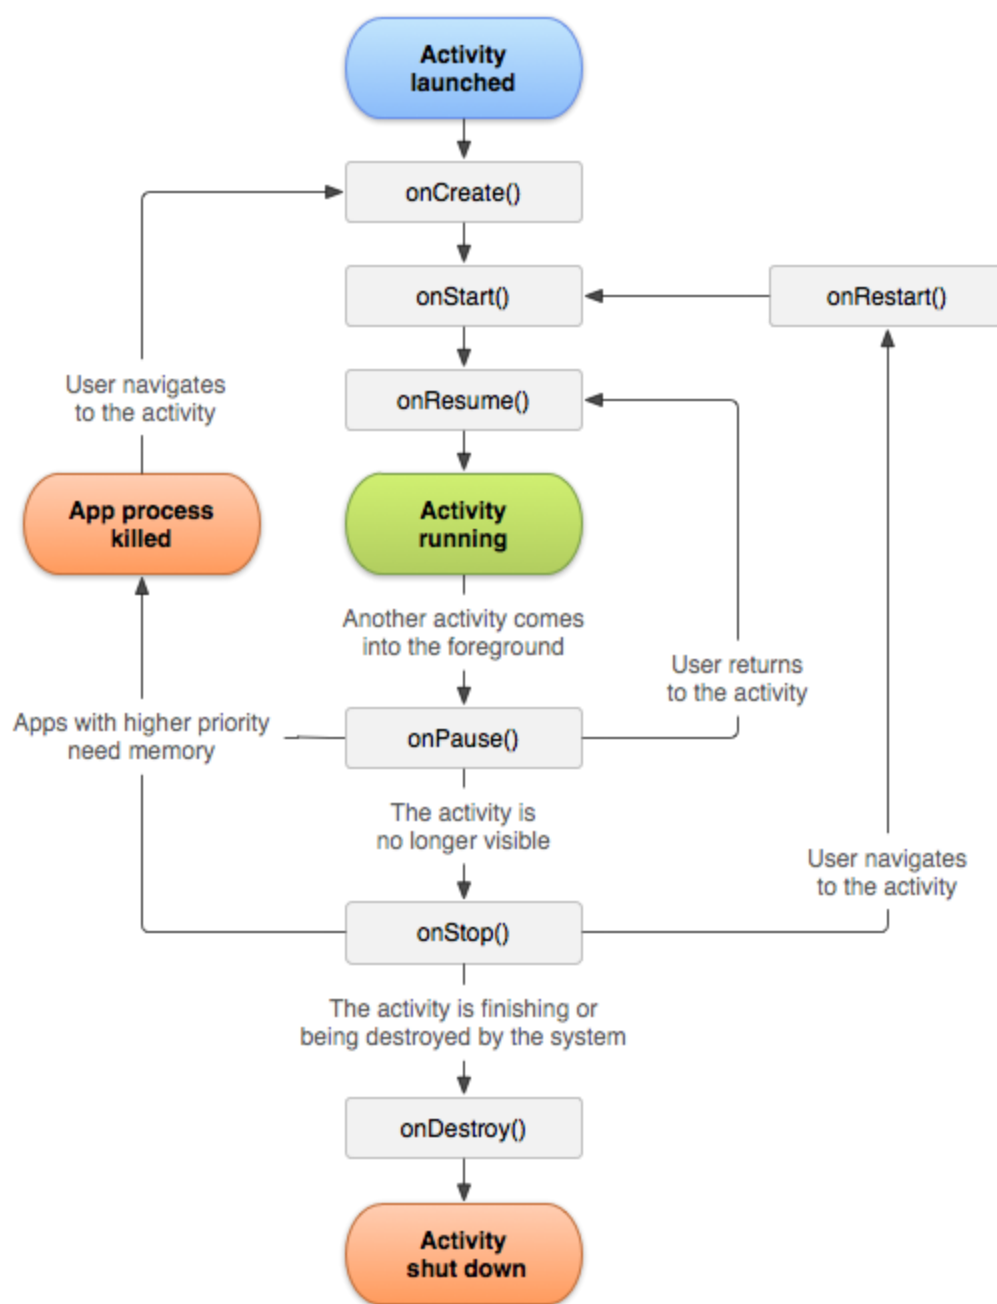 Activity
launched
onCreate()
onStart()
onRestart()
User navigates
to the activity
onResume()
App process
killed
Activity
running
Another activity comes
into the foreground
User returns
to the activity
Apps with higher priority
need memory
onPause()
The activity is
no longer visible
User navigates
to the activity
onStop()
The activity is finishing or
being destroyed by the system
onDestroy()
Activity
shut down